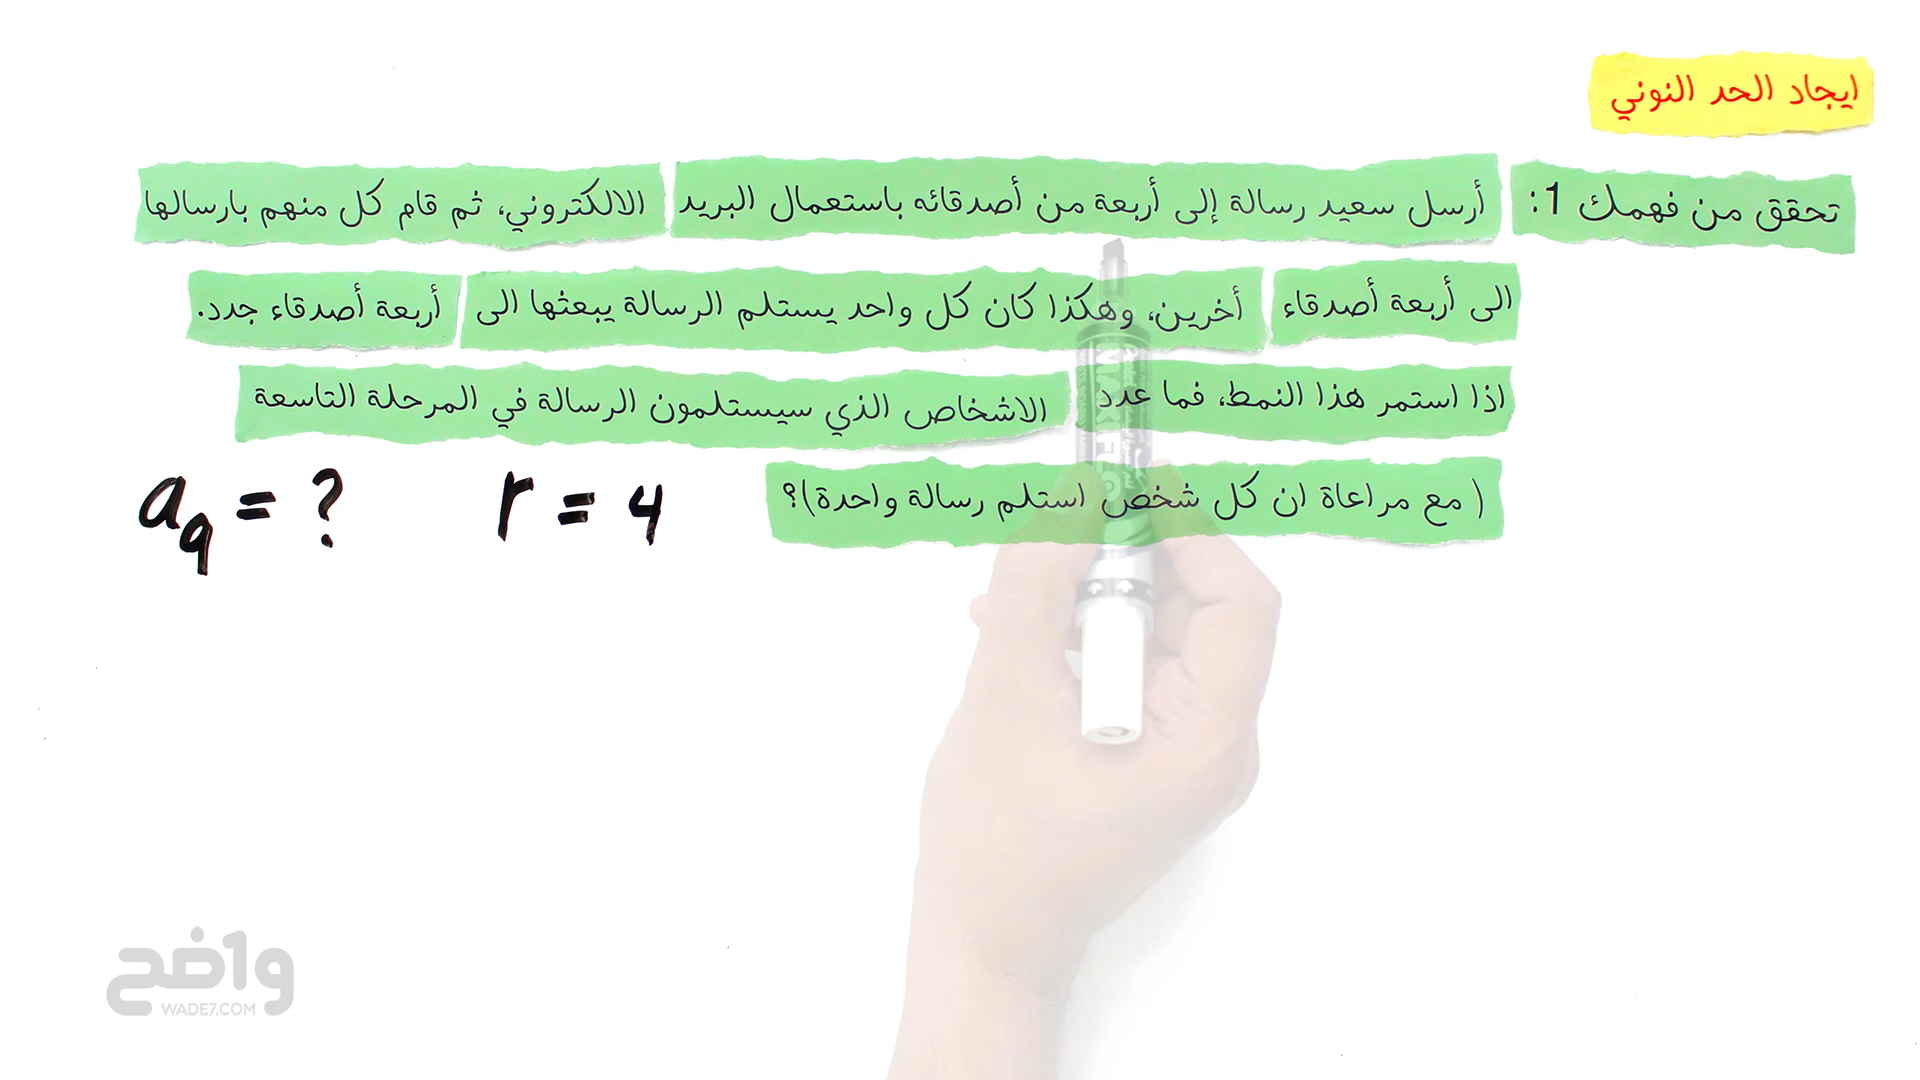 ايجاد الحد النوني
تحقق من فهمك 1: أرسل سعيد رسالة إلى أربعة من أصدقائه باستعمال البريد الالكتروني، ثم قام كل منهم بارسالها
الى أربعة أصدقاء أخرين، وهكذا كان كل واحد يستلم الرسالة يبعثها الى أربعة أصدقاء جدد.
اذا استمر هذا النمط، فما عدد الاشخاص الذي سيستلمون الرسالة في المرحلة التاسعة
( مع مراعاة ان كل شخص استلم رسالة واحدة)؟
a₉ = ? r = 4
واضح
WADE7.COM